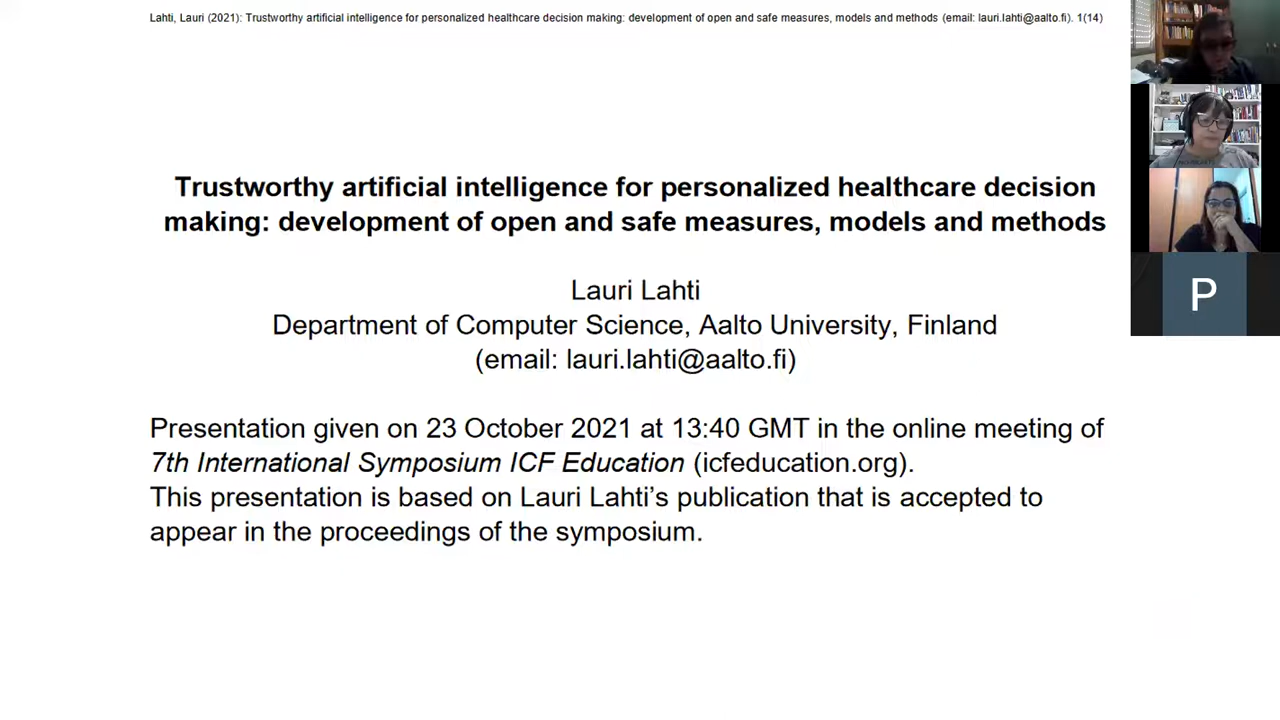 Lahti, Lauri (2021): Trustworthy artificial intelligence for personalized healthcare decision making: development of open and safe measures, models and methods (email: lauri.lahti@aalto.fi). 1(14)
Trustworthy artificial intelligence for personalized healthcare decision
making: development of open and safe measures, models and methods
Lauri Lahti
Department of Computer Science, Aalto University, Finland
(email: lauri.lahti@aalto.fi)
Presentation given on 23 October 2021 at 13:40 GMT in the online meeting of
7th International Symposium ICF Education (icfeducation.org).
This presentation is based on Lauri Lahti’s publication that is accepted to
appear in the proceedings of the symposium.
P